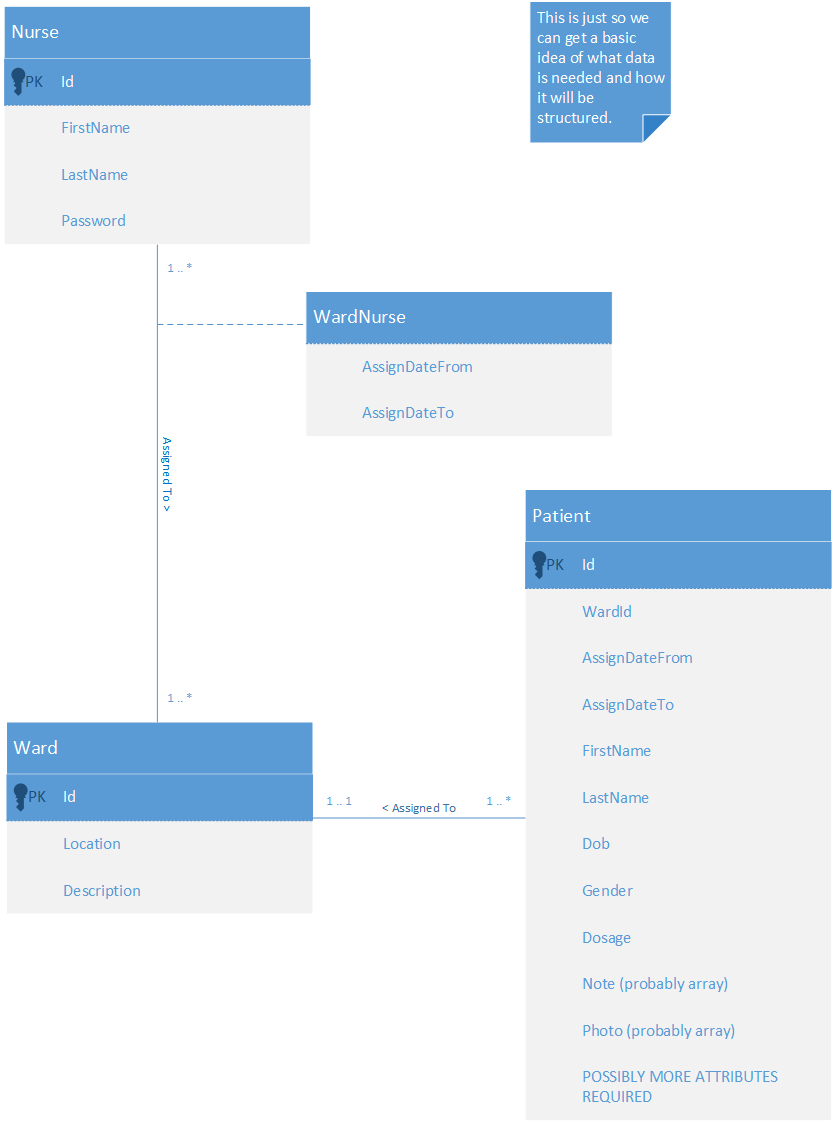 Nurse
PK Id
FirstName
LastName
Password
This is just so we
can get a basic
idea of what data
is needed and how
it will be
structured.
1 .. *
WardNurse
AssignDateFrom
AssignDateTo
Assigned To >
1 .. *
Ward
PK Id
Location
Description
1 .. 1
< Assigned To
1 .. *
Patient
PK Id
WardId
AssignDateFrom
AssignDateTo
FirstName
LastName
Dob
Gender
Dosage
Note (probably array)
Photo (probably array)
POSSIBLY MORE ATTRIBUTES
REQUIRED